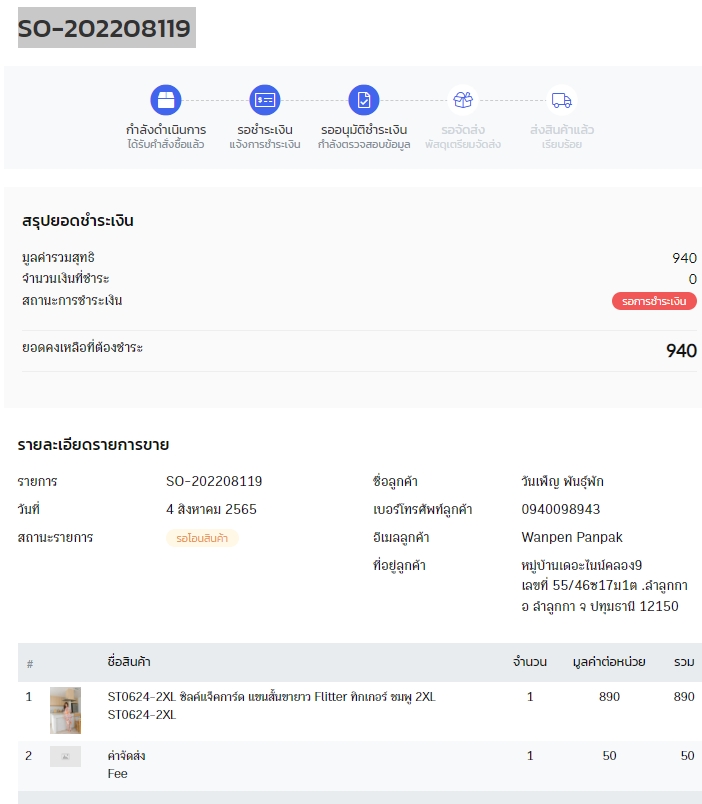 SO-202208119
กำลังดำเนินการ
ได้รับคำสั่งซื้อแล้ว
รอชำระเงิน
แจ้งการชำระเงิน
รออนุมัติชำระเงิน
กำลังตรวจสอบข้อมูล
รอจัดส่ง
พัสดุเตรียมจัดส่ง
ส่งสินค้าแล้ว
เรียบร้อย
สรุปยอดชำระเงิน
มูลค่ารวมสุทธิ 940
จำนวนเงินที่ชำระ 0
สถานะการชำระเงิน รอการชำระเงิน
ยอดคงเหลือที่ต้องชำระ 940
รายละเอียดรายการขาย
รายการ SO-202208119
วันที่ 4 สิงหาคม 2565
สถานะรายการ รอโอนสินค้า
ชื่อลูกค้า วันเพ็ญ พันธุ์พัก
เบอร์โทรศัพท์ลูกค้า 0940098943
อีเมลลูกค้า Wanpen Panpak
ที่อยู่ลูกค้า หมู่บ้านเดอะไนน์คลอง9
เลขที่ 55/46ซ17ม1ต .ลำลูกกา
อ ลำลูกกา จ ปทุมธานี 12150
# ชื่อสินค้า จำนวน มูลค่าต่อหน่วย รวม
1 ST0624-2XL ซิลค์แจ็คการ์ด แขนสั้นขายาว Flitter ทิกเกอร์ ชมพู 2XL 1 890 890
ST0624-2XL
2 ค่าจัดส่ง 1 50 50
Fee